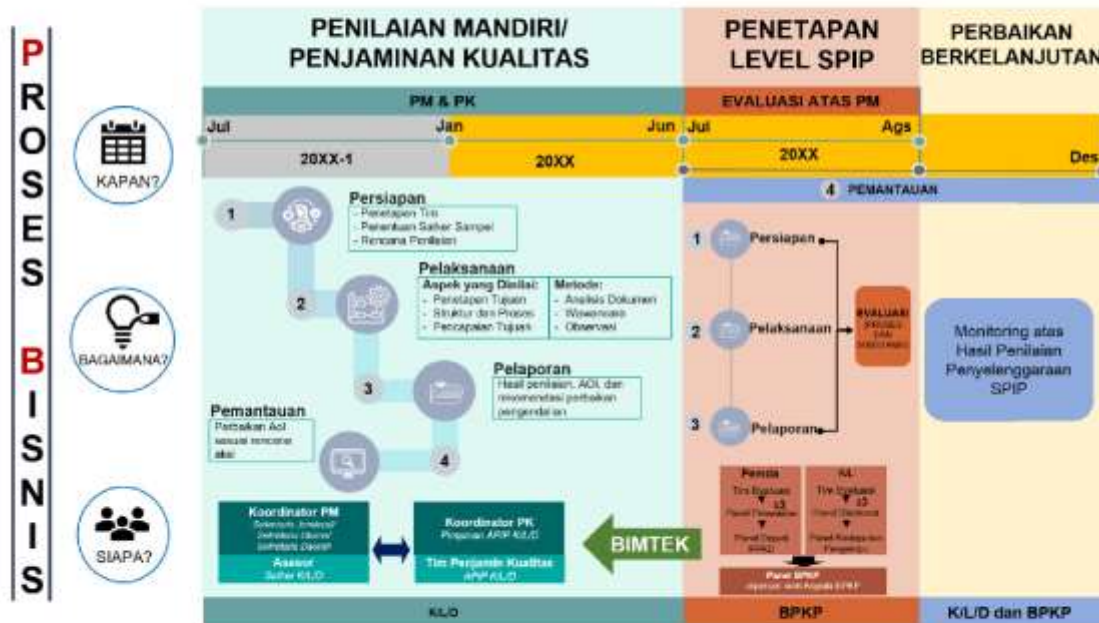 PROSES BISNIS
PENILAIAN MANDIRI/
PENJAMINAN KUALITAS
PENETAPAN
LEVEL SPIP
PERBAIKAN
BERKELANJUTAN
PM & PK
EVALUASI ATAS PM
Jul
Jan
Jun
Jul
Ags
20XX-1
20XX
20XX
Des
KAPAN?
4 PEMANTAUAN
1
Persiapan
- Penetapan Tim
- Penentuan Satker Sampel
- Rencana Penilaian
2
Pelaksanaan
Aspek yang Dinilai:
- Penetapan Tujuan
- Struktur dan Proses
- Pencapaian Tujuan
Metode:
- Analisis Dokumen
- Wawancara
- Observasi
3
Pelaporan
Hasil penilaian, AOI, dan
rekomendasi perbaikan
pengendalian
Pemantauan
Perbaikan AoI
sesuai rencana
aksi
4
BAGAIMANA?
1
Persiapan
2
Pelaksanaan
3
Pelaporan
EVALUASI
Monitoring atas
Hasil Penilaian
Penyelenggaraan
SPIP
SIAPA?
Koordinator PM
Asesor
Satker K/L/D
Koordinator PK
Pimpinan APIP K/L/D
Tim Penjamin Kualitas
APIP K/L/D
BIMTEK
Pemda
Tim Evaluasi
K/L
Tim Evaluasi
Panel BPKP
K/L/D
BPKP
K/L/D dan BPKP